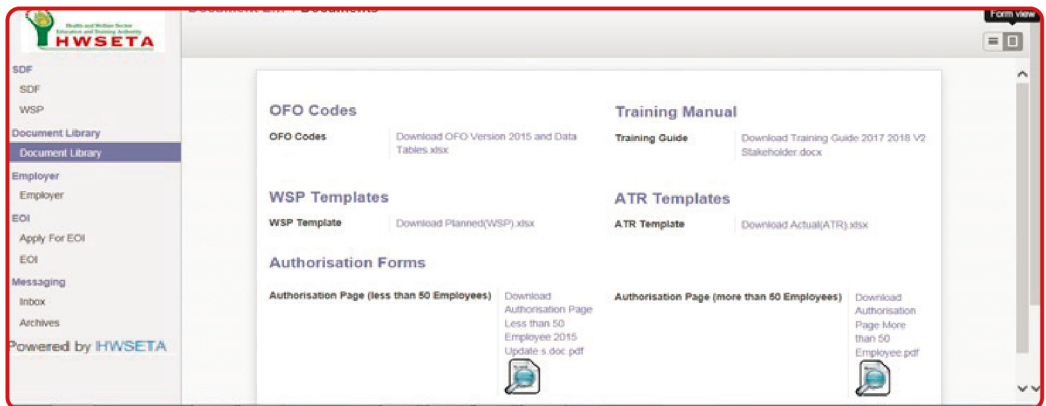 Form View
Health and Welfare Sector
Education and Training Authority
HWSETA
SDF
SDF
WSP
Document Library
Document Library
Employer
Employer
EOI
Apply For EOI
EOI
Messaging
Inbox
Archives
Powered by HWSETA
OFO Codes
OFO Codes
Download OFO Version 2015 and Data
Tables.xlsx
Training Manual
Training Guide
Download Training Guide 2017 2018 V2
Stakeholder.docx
WSP Templates
WSP Template
Download Planned(WSP).xlsx
ATR Templates
ATR Template
Download Actual(ATR).xlsx
Authorisation Forms
Authorisation Page (less than 50 Employees)
Download
Authorisation Page
Less than 50
Employee 2015
Update s.doc.pdf
Authorisation Page (more than 50 Employees)
Download
Authorisation
Page More
than 50
Employee.pdf